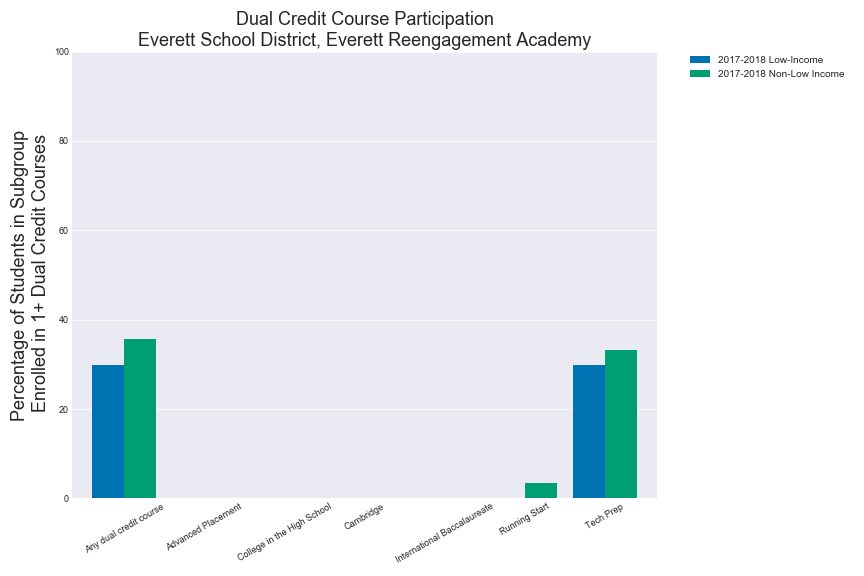 Dual Credit Course Participation
Everett School District, Everett Reengagement Academy
2017-2018 Low-Income
2017-2018 Non-Low Income
Percentage of Students in Subgroup
Enrolled in 1+ Dual Credit Courses
100
80
60
40
20
0
Any dual credit course
Advanced Placement
College in the High School
Cambridge
International Baccalaureate
Running Start
Tech Prep